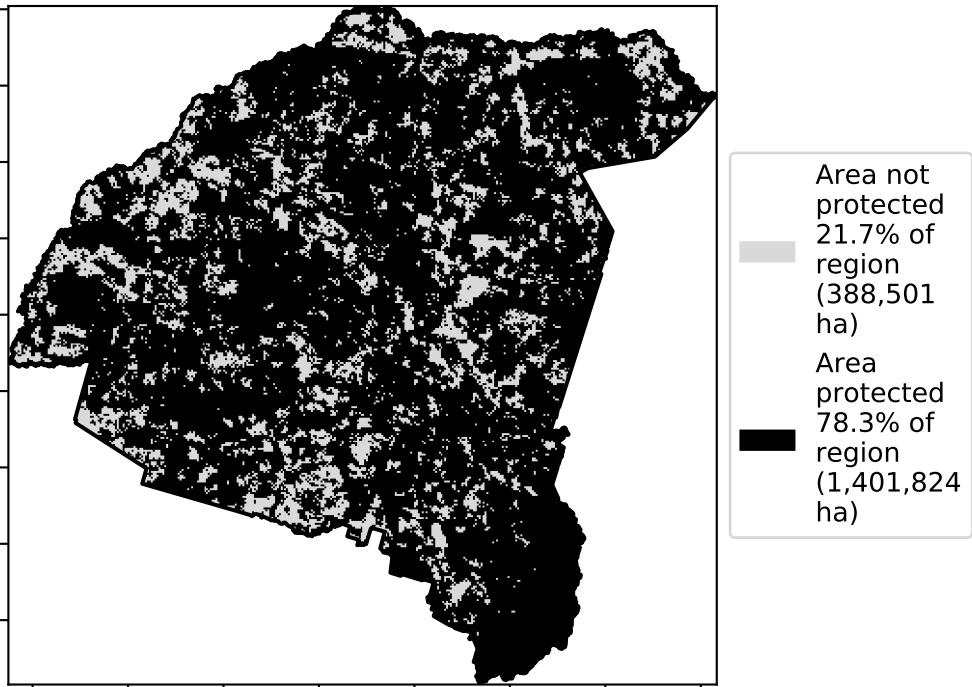 Area not
protected
21.7% of
region
(388,501
ha)
Area
protected
78.3% of
region
(1,401,824
ha)